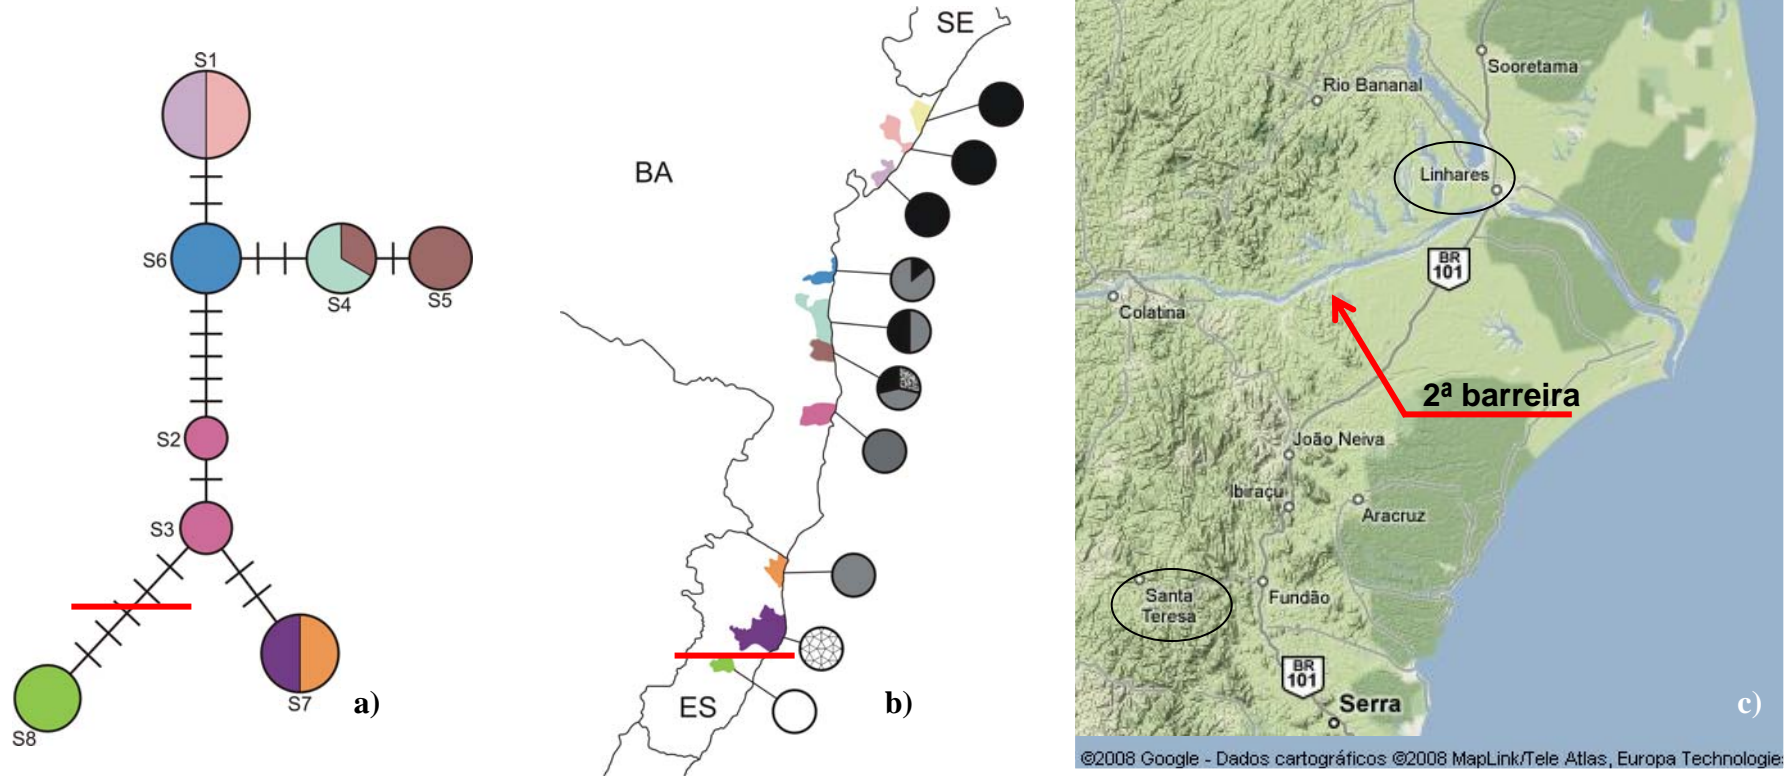 S1
S6
S4
S5
S2
S3
S7
S8
a)
SE
BA
ES
b)
Sooretama
Rio Bananal
Linhares
BR
101
Colatina
2ª barreira
João Neiva
Ibiraçu
Aracruz
Santa
Teresa
Fundão
BR
101
Serra
c)
©2008 Google - Dados cartográficos ©2008 MapLink/Tele Atlas, Europa Technologie